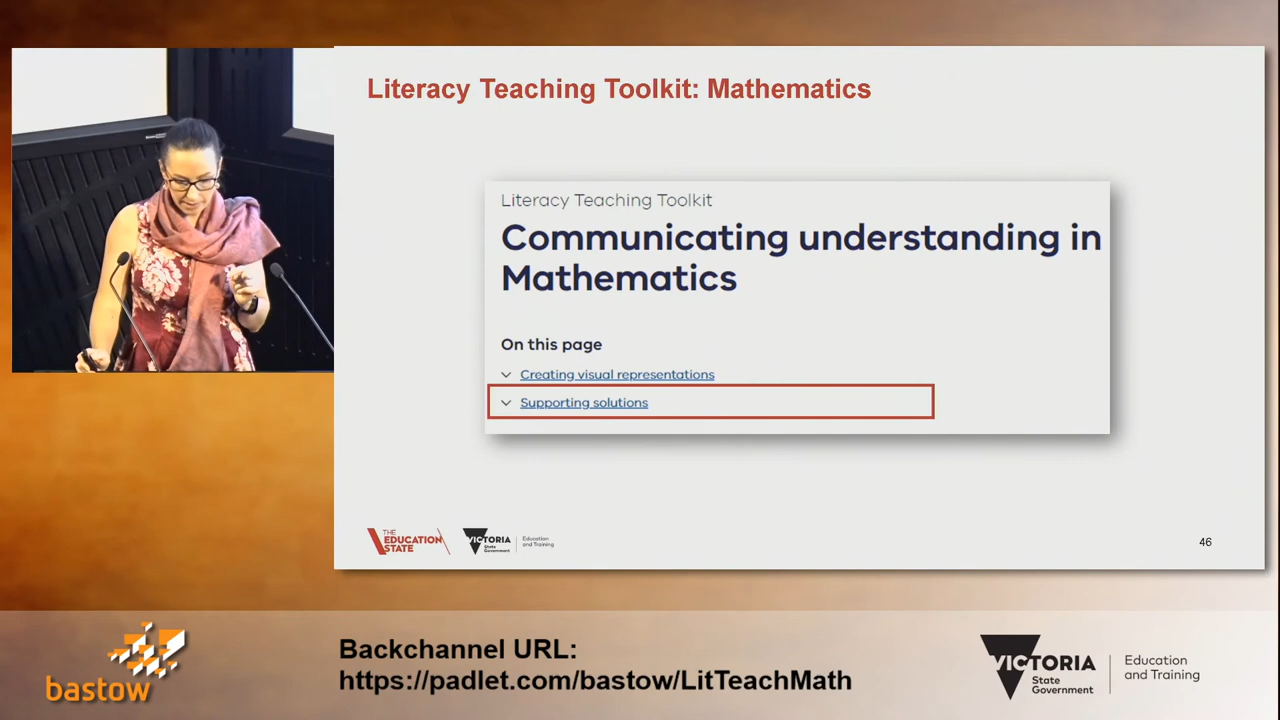 Literacy Teaching Toolkit: Mathematics
Literacy Teaching Toolkit
Communicating understanding in
Mathematics
On this page
Creating visual representations
Supporting solutions
THE
EDUCATION
STATE
VICTORIA
State
Government
Education
and Training
46
bastow
Backchannel URL:
https://padlet.com/bastow/LitTeachMath
VICTORIA
State
Government
Education
and Training